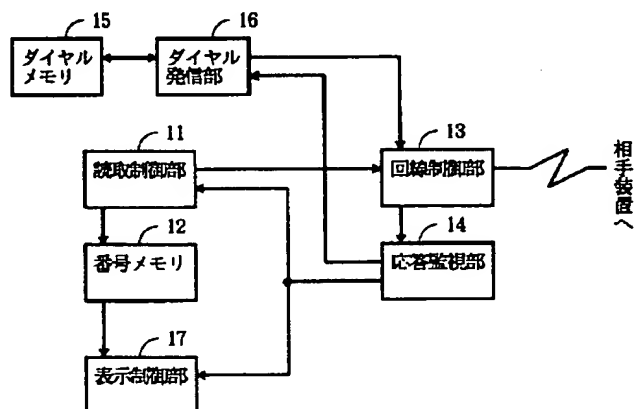 15
16
ダイヤル
メモリ
ダイヤル
発信部
11
13
読取制御部
回線制御部
相手装置へ
12
14
番号メモリ
応答監視部
17
表示制御部